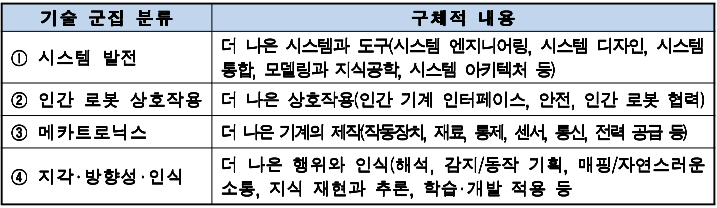 기술 군집 분류 구체적 내용
① 시스템 발전 더 나은 시스템과 도구(시스템 엔지니어링, 시스템 디자인, 시스템
통합, 모델링과 지식공학, 시스템 아키텍처 등)
② 인간 로봇 상호작용 더 나은 상호작용(인간 기계 인터페이스, 안전, 인간 로봇 협력)
③ 메카트로닉스 더 나은 기계의 제작(작동장치, 재료, 통제, 센서, 통신, 전력 공급 등)
④ 지각·방향성·인식 더 나은 행위와 인식(해석, 감지/동작 기획, 매핑/자연스러운
소통, 지식 재현과 추론, 학습·개발 적용 등